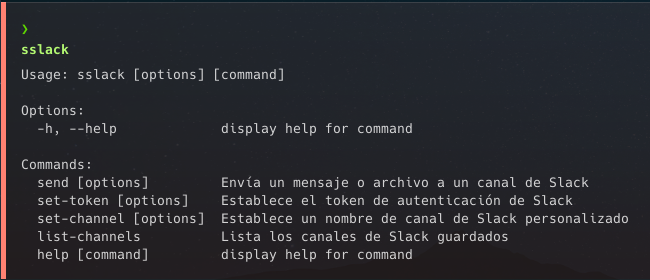 ❯
sslack
Usage: sslack [options] [command]
Options:
-h, --help display help for command
Commands:
send [options] Envía un mensaje o archivo a un canal de Slack
set-token [options] Establece el token de autenticación de Slack
set-channel [options] Establece un nombre de canal de Slack personalizado
list-channels Lista los canales de Slack guardados
help [command] display help for command